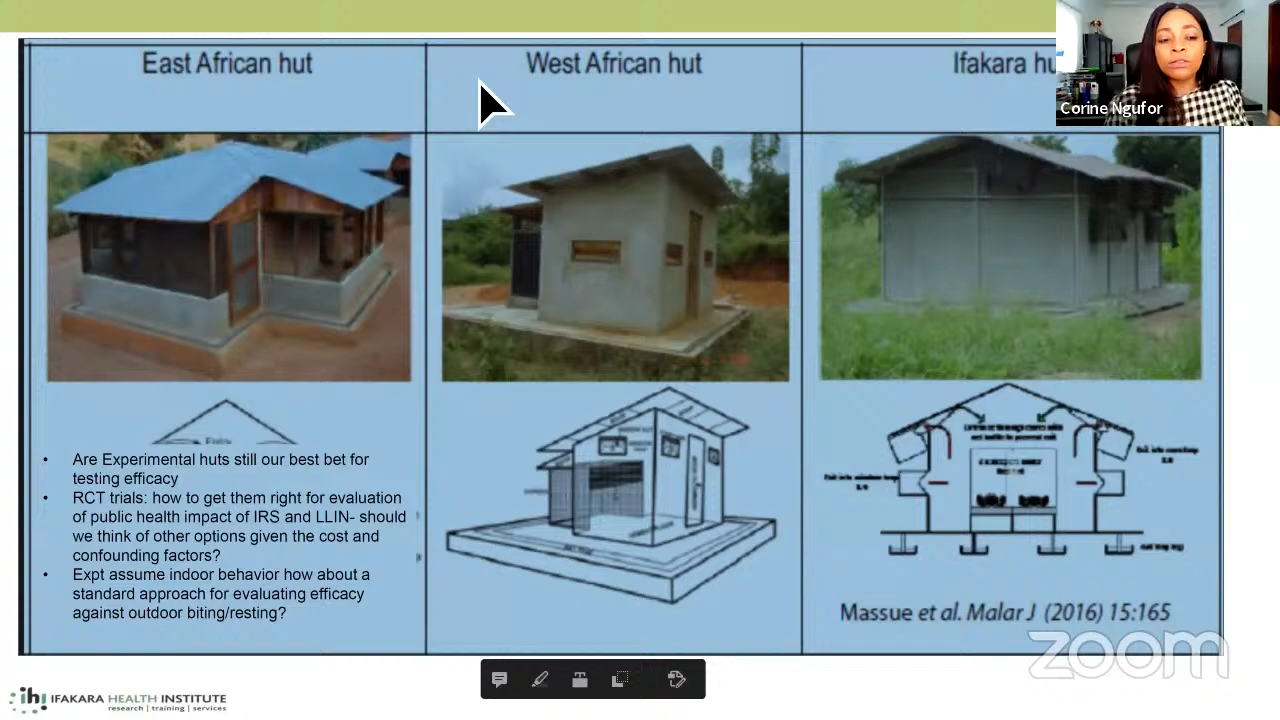 East African hut
West African hut
Ifakara hu
Corine Ngufor
• Are Experimental huts still our best bet for
testing efficacy
• RCT trials: how to get them right for evaluation
of public health impact of IRS and LLIN- should
we think of other options given the cost and
confounding factors?
• Expt assume indoor behavior how about a
standard approach for evaluating efficacy
against outdoor biting/resting?
Massue et al. Malar J (2016) 15:165
zoom
ihi IFAKARA HEALTH INSTITUTE
research | training | services